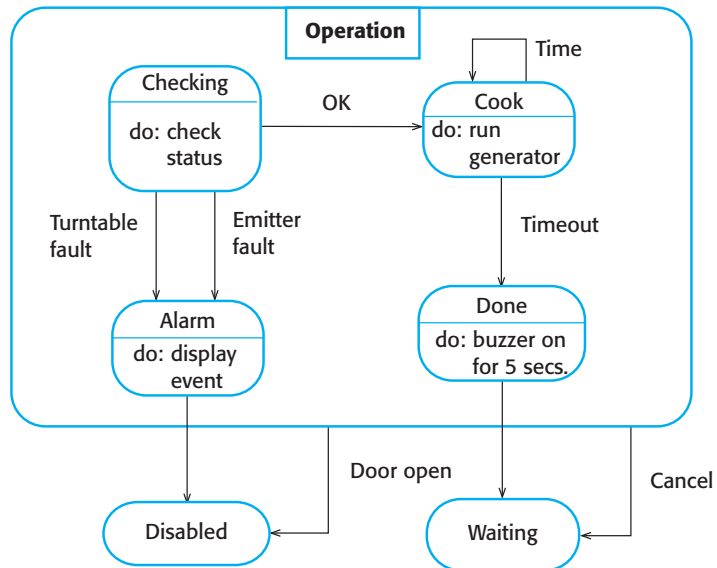 Operation
Time
Checking
do: check
status
OK
Cook
do: run
generator
Turntable
fault
Emitter
fault
Timeout
Alarm
do: display
event
Done
do: buzzer on
for 5 secs.
Door open
Cancel
Disabled
Waiting